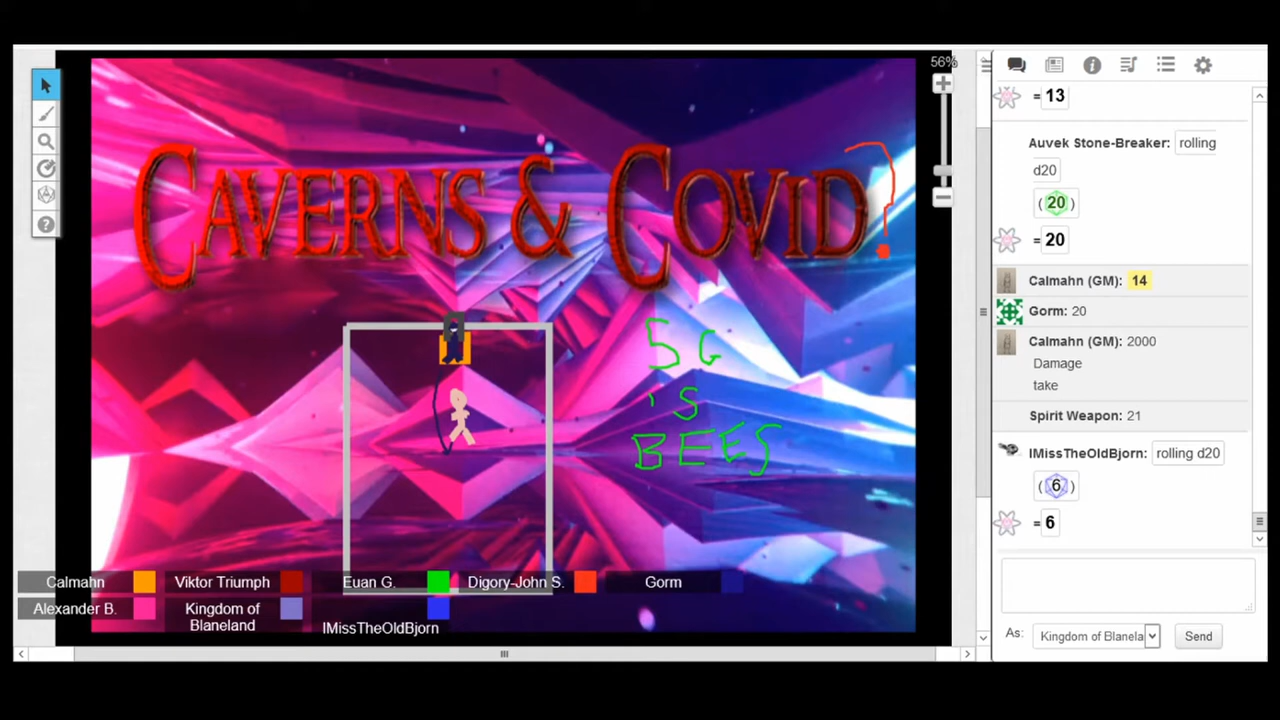 56%
CAVERNS & COVID?
5G
's
BEES
Calmahn
Viktor Triumph
Euan G.
Digory-John S.
Gorm
Alexander B.
Kingdom of
Blaneland
IMissTheOldBjorn
= 13
Auvek Stone-Breaker: rolling
d20
(20)
= 20
Calmahn (GM): 14
Gorm: 20
Calmahn (GM): 2000
Damage
take
Spirit Weapon: 21
IMissTheOldBjorn: rolling d20
(6)
= 6
As: Kingdom of Blanela
Send